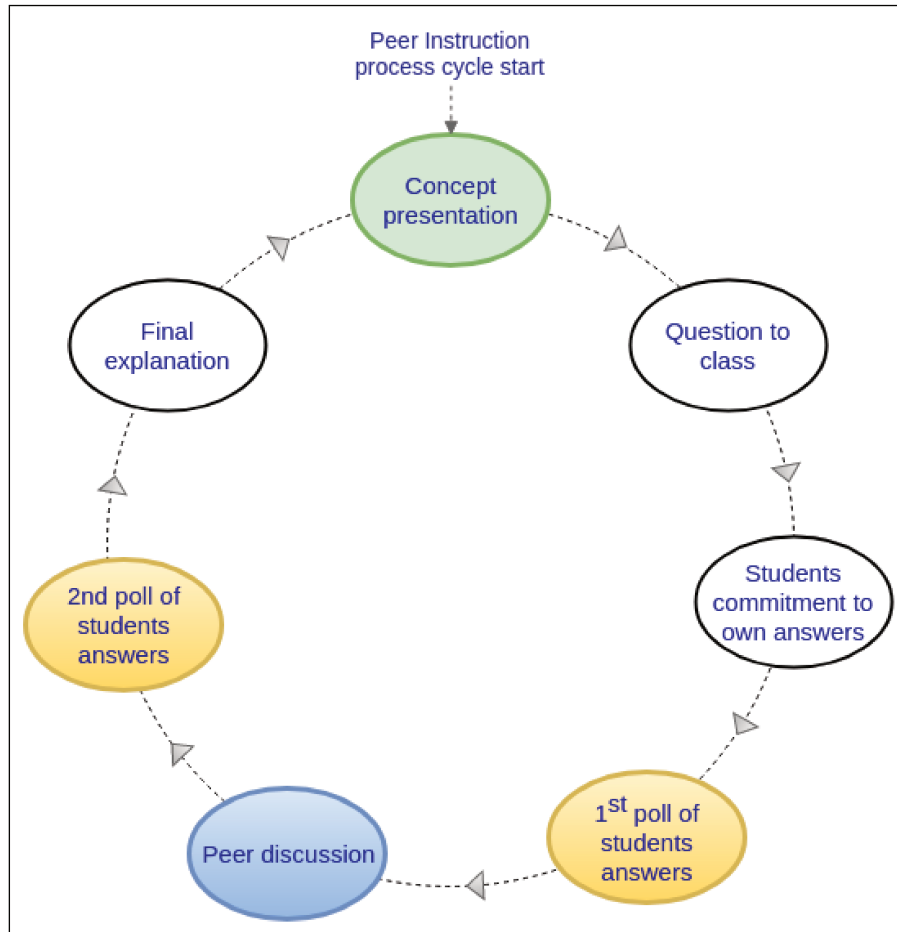 Peer Instruction
process cycle start
Concept
presentation
Question to
class
Students
commitment to
own answers
1st poll of
students
answers
Peer discussion
2nd poll of
students
answers
Final
explanation